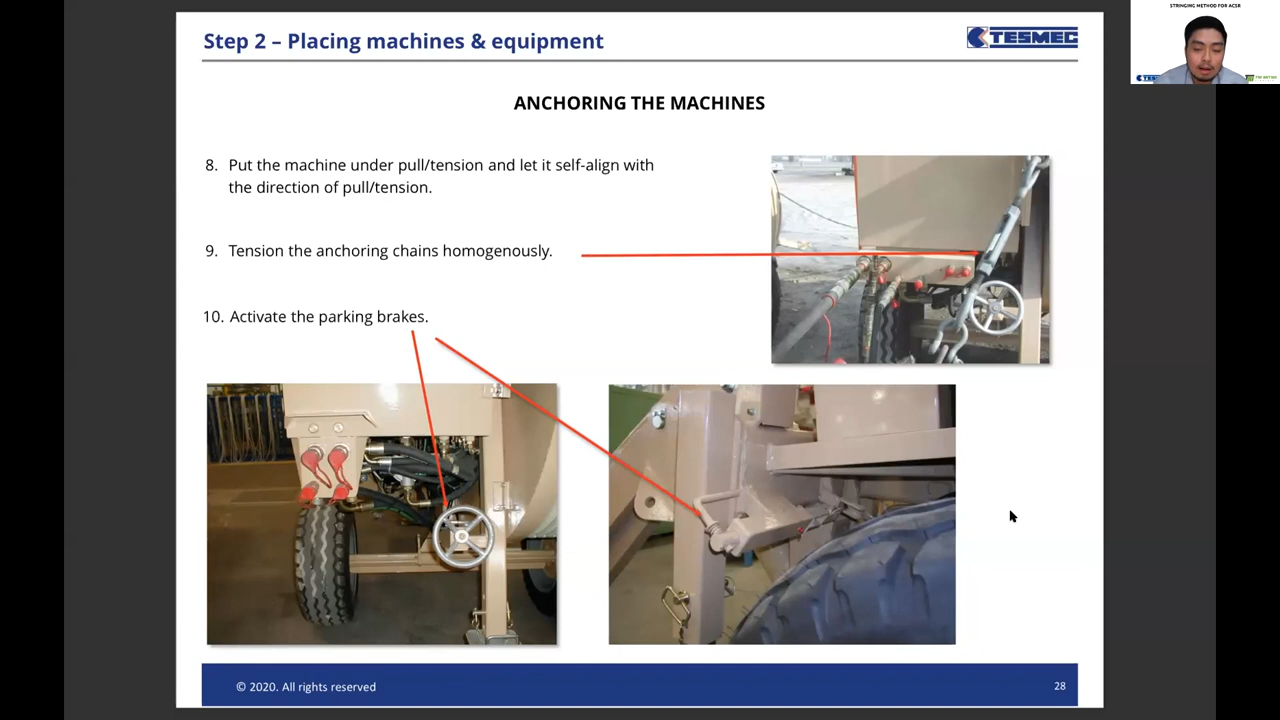 Step 2 – Placing machines & equipment
TESMEC
STRINGING METHOD FOR ACSR
ANCHORING THE MACHINES
8. Put the machine under pull/tension and let it self-align with
the direction of pull/tension.
9. Tension the anchoring chains homogenously.
10. Activate the parking brakes.
© 2020. All rights reserved
28